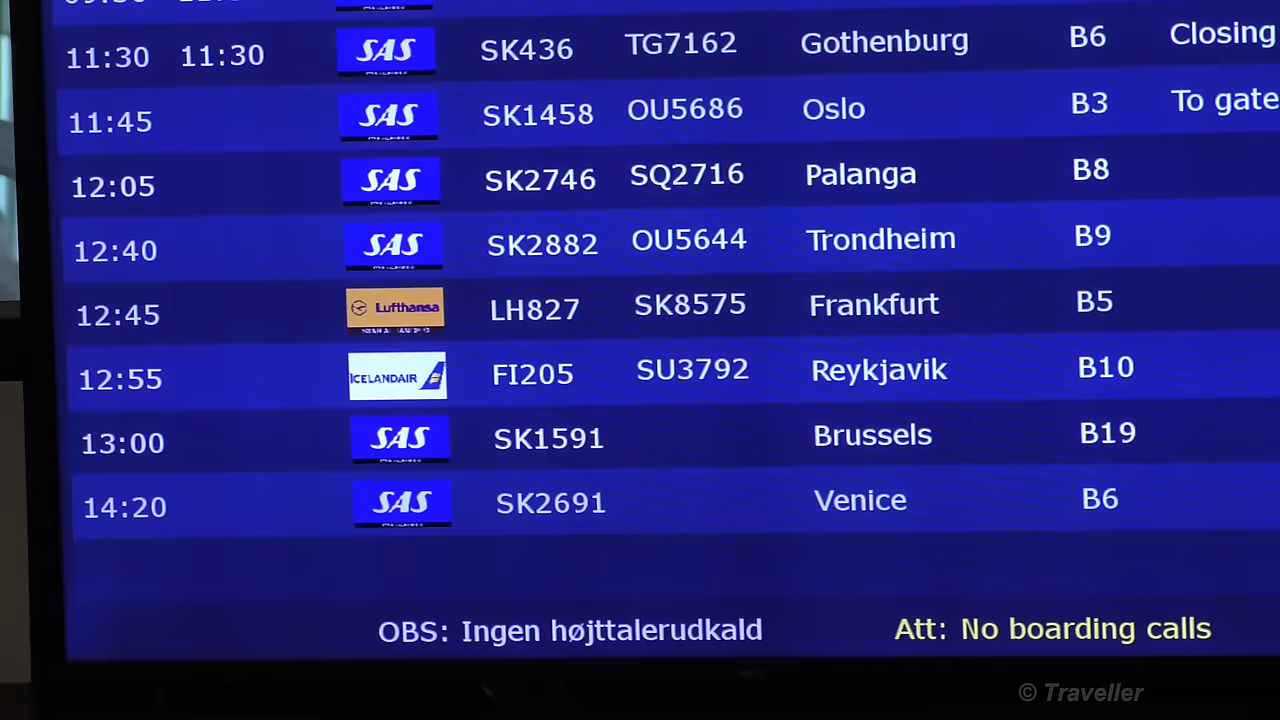 11:30 11:30 SAS SK436 TG7162 Gothenburg B6 Closing
11:45 SAS SK1458 OU5686 Oslo B3 To gate
12:05 SAS SK2746 SQ2716 Palanga B8
12:40 SAS SK2882 OU5644 Trondheim B9
12:45 Lufthansa LH827 SK8575 Frankfurt B5
12:55 ICELANDAIR FI205 SU3792 Reykjavik B10
13:00 SAS SK1591 Brussels B19
14:20 SAS SK2691 Venice B6
OBS: Ingen højttalerudkald Att: No boarding calls
© Traveller